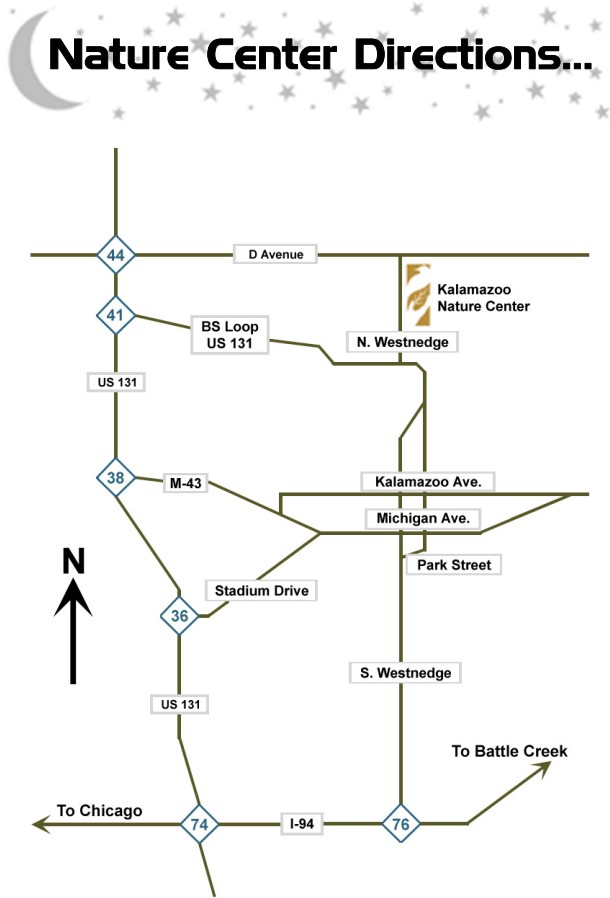 Nature Center Directions...
44
D Avenue
Kalamazoo
Nature Center
41
BS Loop
US 131
N. Westnedge
US 131
38
M-43
Kalamazoo Ave.
Michigan Ave.
Park Street
N
Stadium Drive
36
S. Westnedge
US 131
To Battle Creek
To Chicago
74
I-94
76